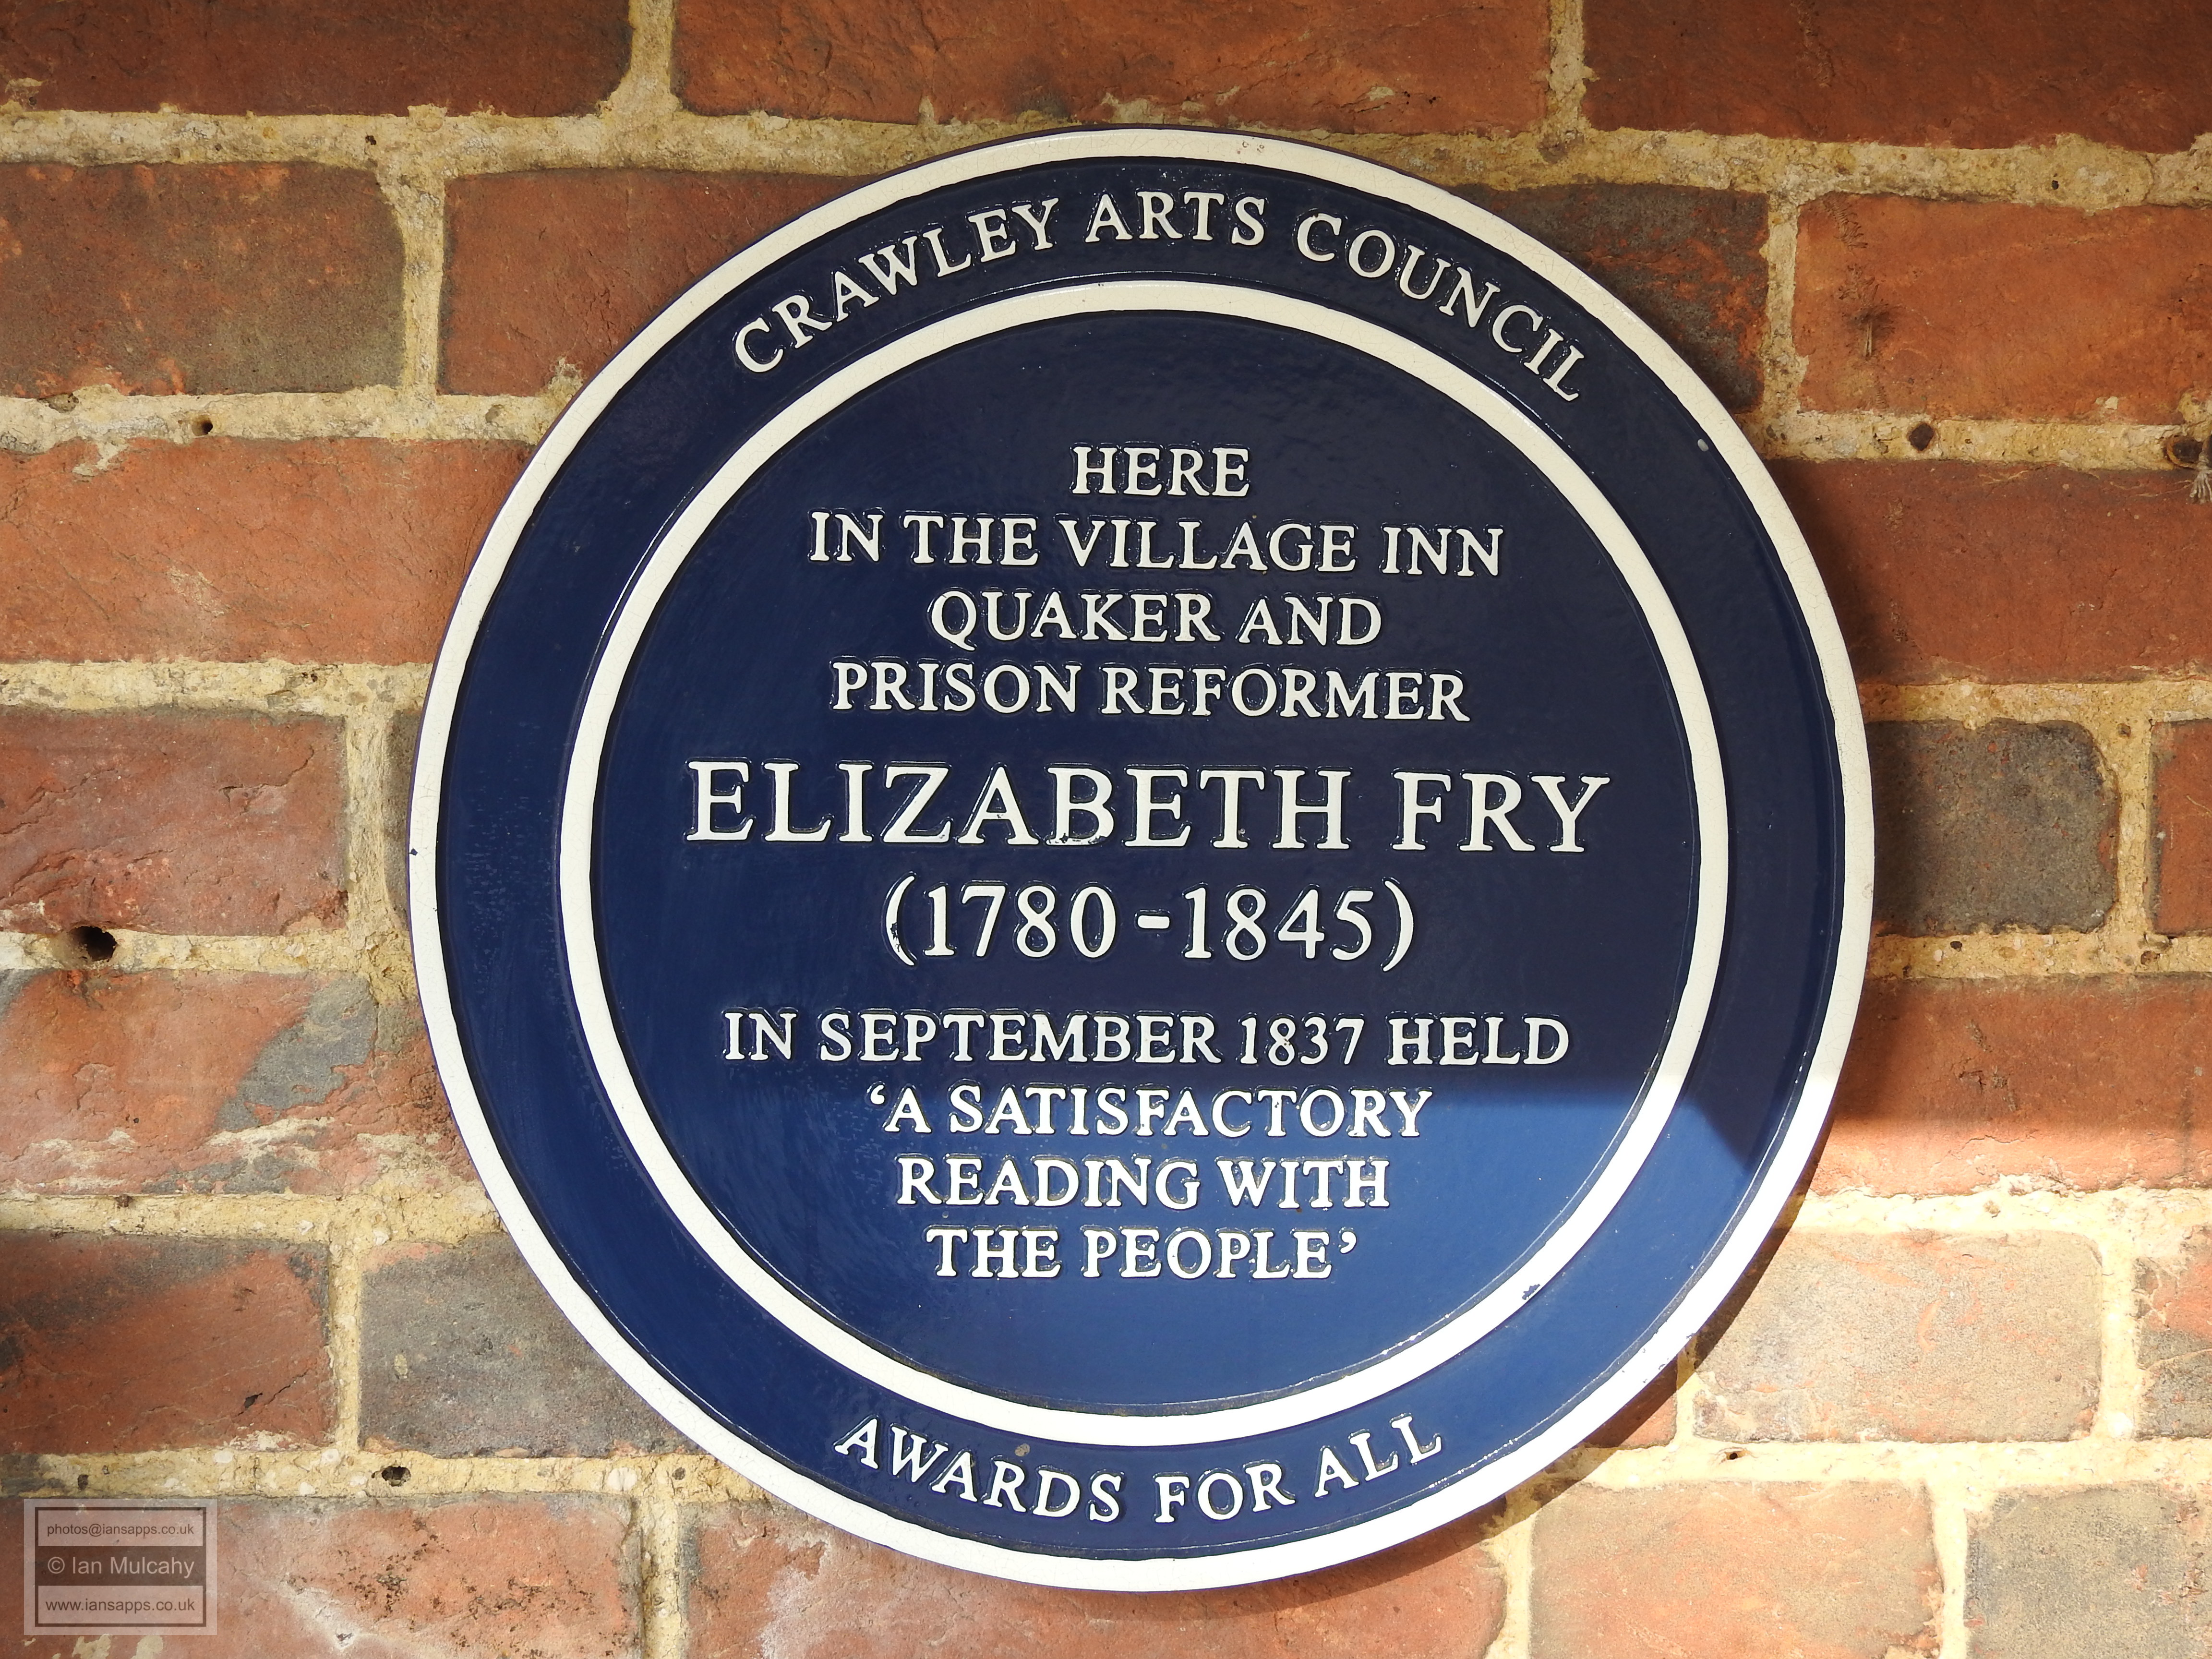 CRAWLEY ARTS COUNCIL
HERE
IN THE VILLAGE INN
QUAKER AND
PRISON REFORMER
ELIZABETH FRY
(1780-1845)
IN SEPTEMBER 1837 HELD
‘A SATISFACTORY
READING WITH
THE PEOPLE’
AWARDS FOR ALL
photos@iansapps.co.uk
© Ian Mulcahy
www.iansapps.co.uk